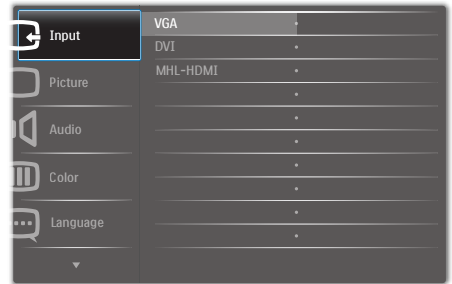 Input
Picture
Audio
Color
Language
VGA
DVI
MHL-HDMI